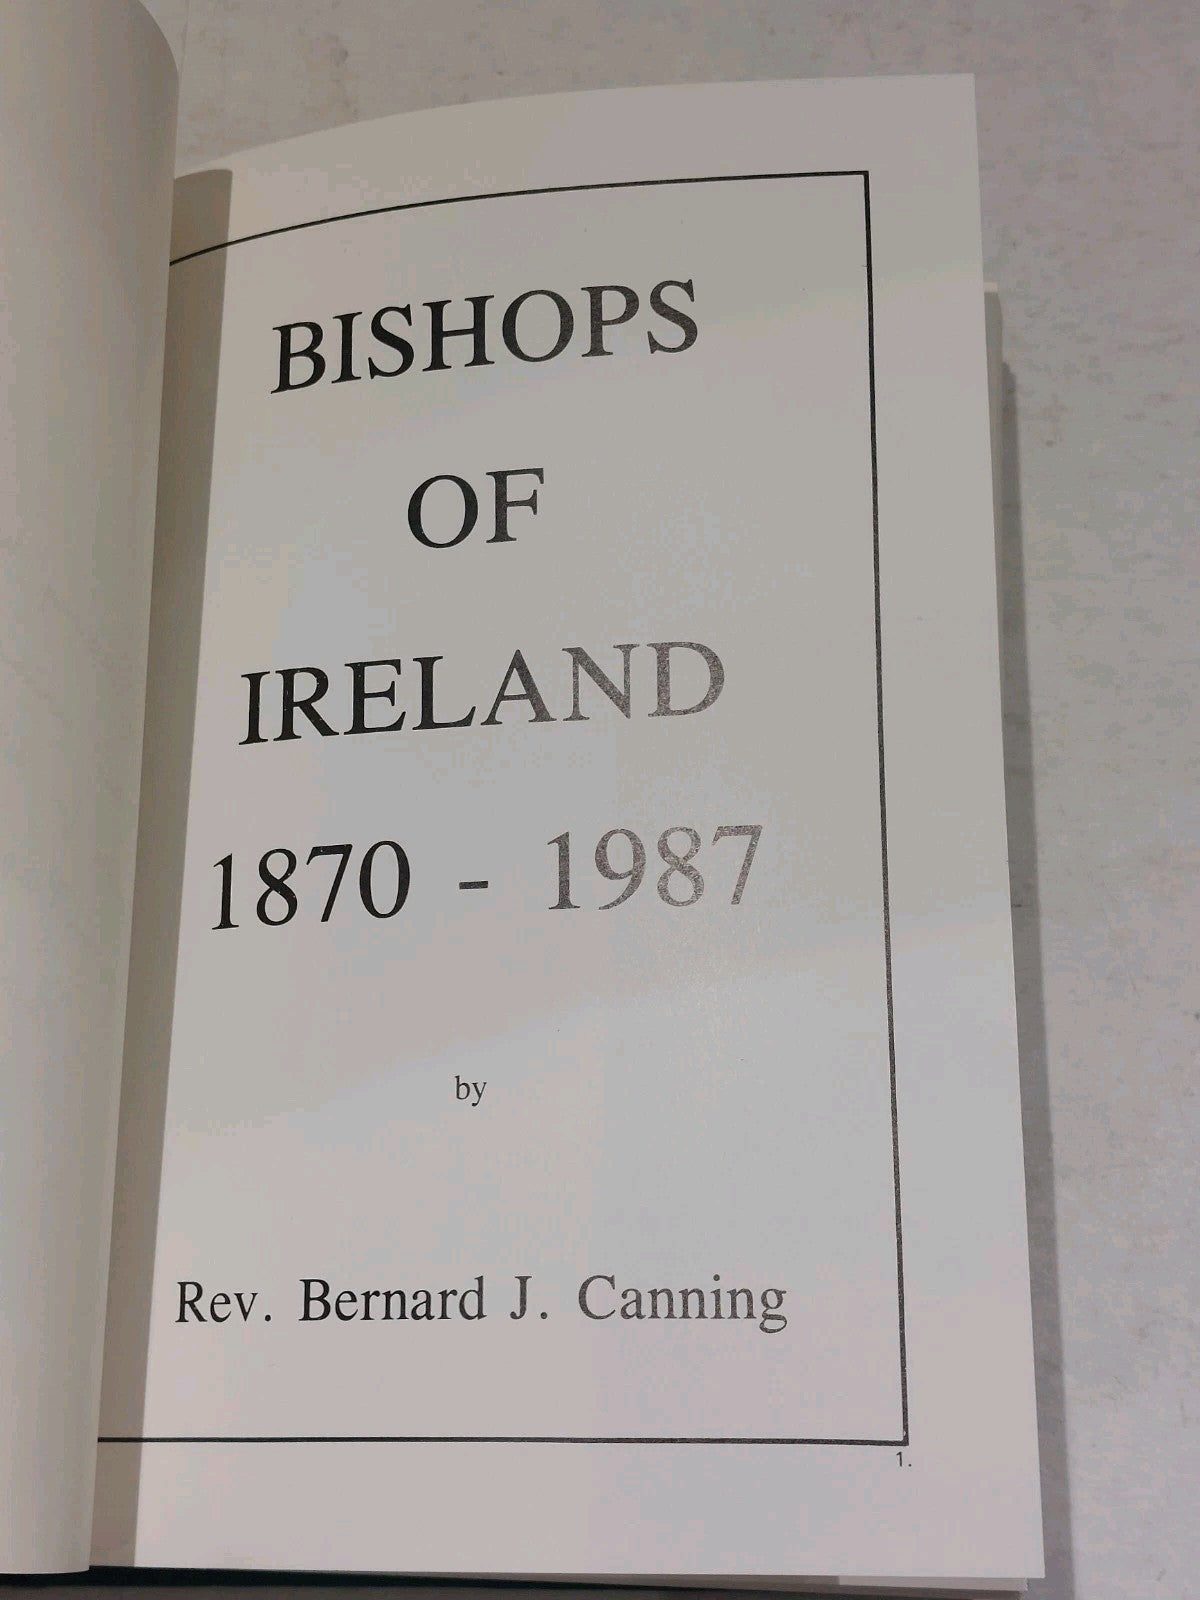 BISHOPS
OF
IRELAND
1870 - 1987
by
Rev. Bernard J. Canning
1.